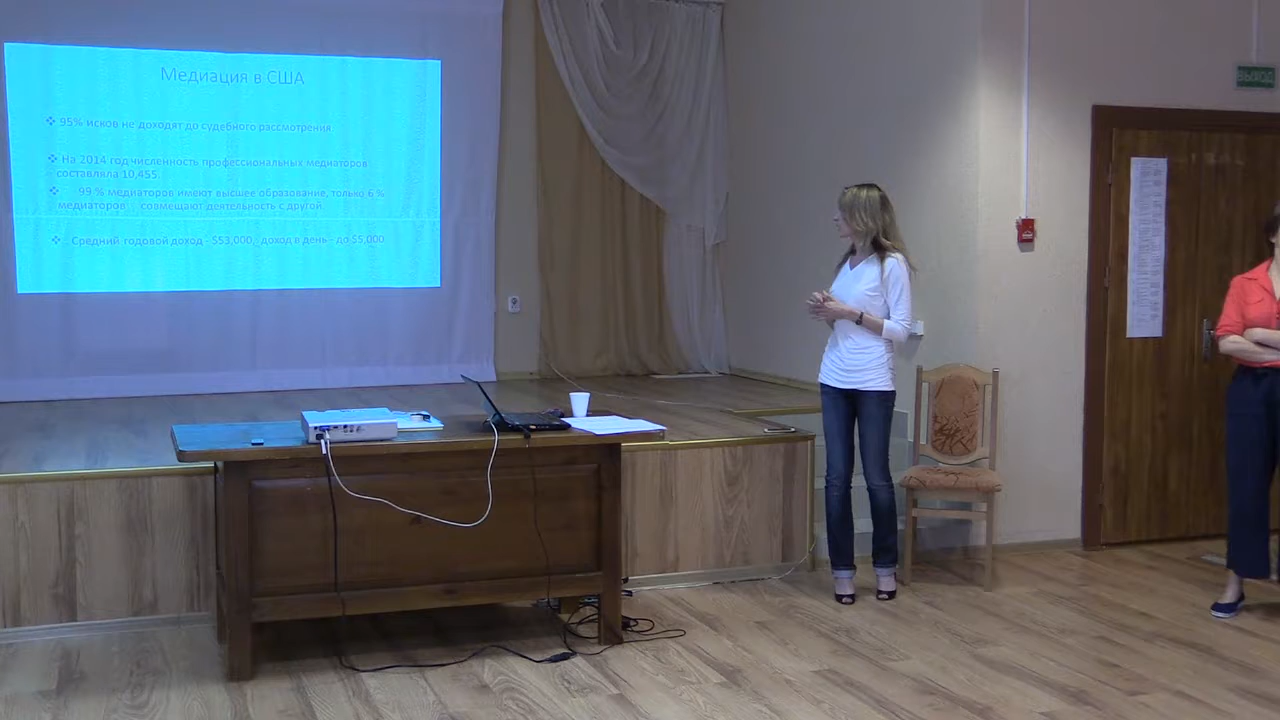 Медиация в США
❖ 95% исков не доходят до судебного рассмотрения
❖ На 2014 год численность профессиональных медиаторов
составляла 10,455.
❖ 99 % медиаторов имеют высшее образование, только 6 %
медиаторов совмещают деятельность с другой.
❖ Средний годовой доход - $53,000, доход в день - до $5,000
ВЫХОД